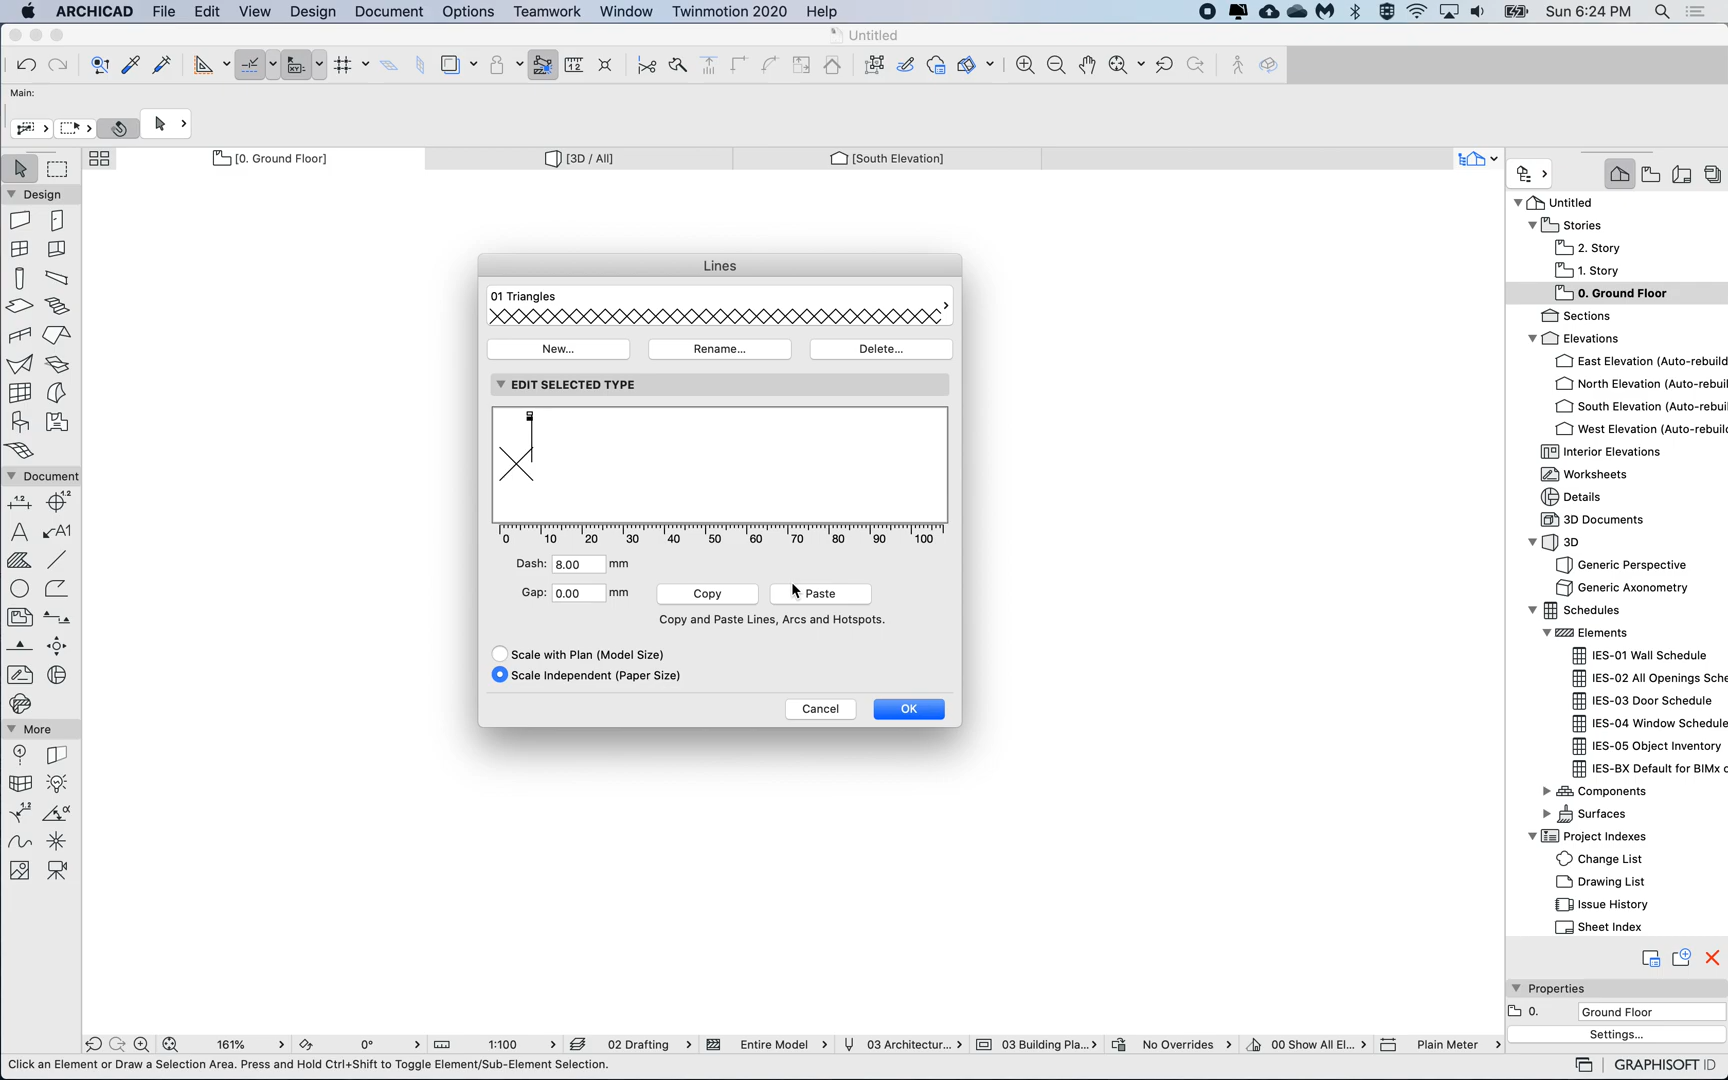 ARCHICAD File Edit View Design Document Options Teamwork Window Twinmotion 2020 Help Sun 6:24 PM
Untitled
Main:
[0. Ground Floor] [3D / All] [South Elevation]
Design
Document
More
Lines
01 Triangles
New... Rename... Delete...
EDIT SELECTED TYPE
0 10 20 30 40 50 60 70 80 90 100
Dash: 8.00 mm
Gap: 0.00 mm Copy Paste
Copy and Paste Lines, Arcs and Hotspots.
Scale with Plan (Model Size)
Scale Independent (Paper Size)
Cancel OK
Untitled
Stories
2. Story
1. Story
0. Ground Floor
Sections
Elevations
East Elevation (Auto-rebuild
North Elevation (Auto-rebui
South Elevation (Auto-rebui
West Elevation (Auto-rebuil
Interior Elevations
Worksheets
Details
3D Documents
3D
Generic Perspective
Generic Axonometry
Schedules
Elements
IES-01 Wall Schedule
IES-02 All Openings Sche
IES-03 Door Schedule
IES-04 Window Schedule
IES-05 Object Inventory
IES-BX Default for BIMx c
Components
Surfaces
Project Indexes
Change List
Drawing List
Issue History
Sheet Index
Properties
0. Ground Floor
Settings...
161% 0° 1:100 02 Drafting Entire Model 03 Architectur... 03 Building Pla... No Overrides 00 Show All El... Plain Meter
Click an Element or Draw a Selection Area. Press and Hold Ctrl+Shift to Toggle Element/Sub-Element Selection. GRAPHISOFT ID